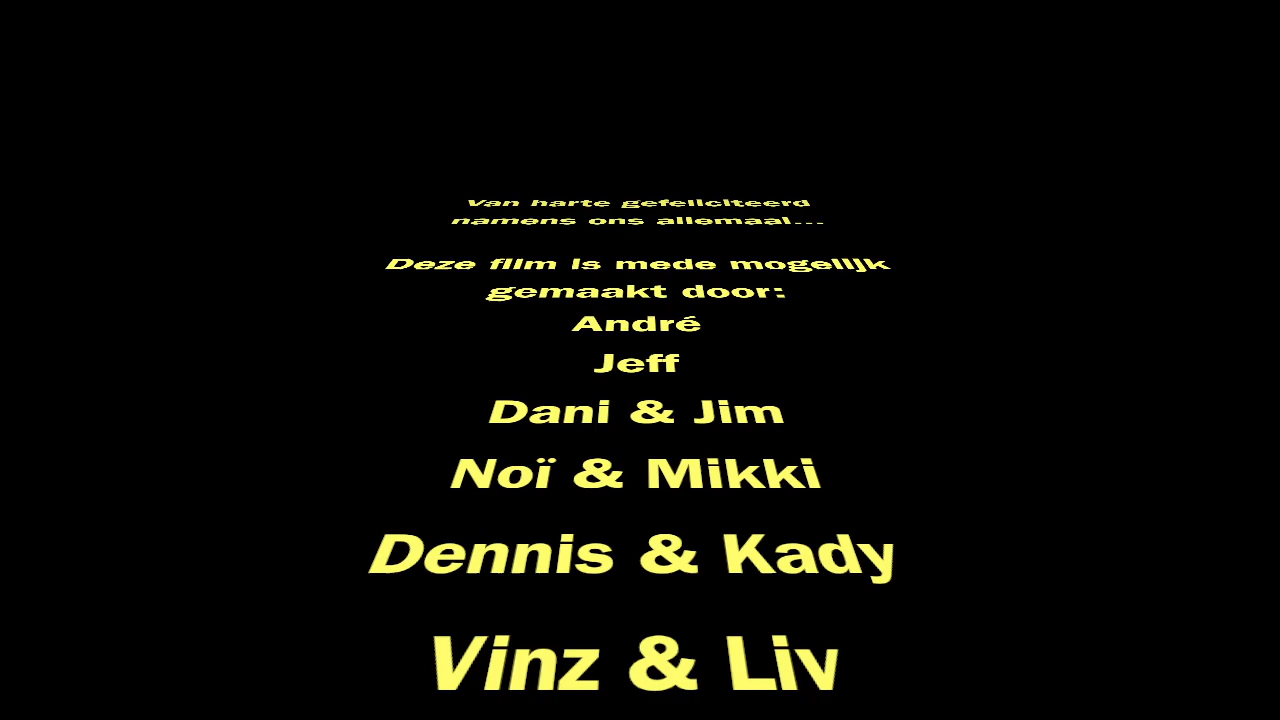 Van harte gefeliciteerd
namens ons allemaal...
Deze film is mede mogelijk
gemaakt door:
André
Jeff
Dani & Jim
Noï & Mikki
Dennis & Kady
Vinz & Liv